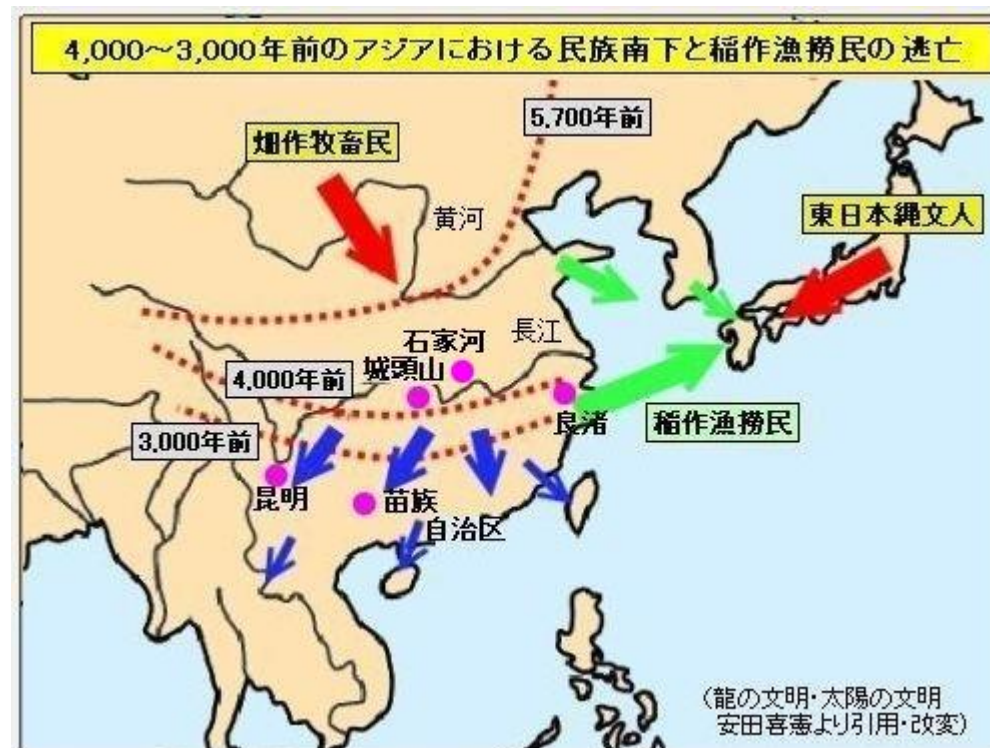 4,000～3,000年前のアジアにおける民族南下と稲作漁撈民の逃亡
5,700年前
畑作牧畜民
黄河
東日本縄文人
長江
石家河
城頭山
4,000年前
良渚
稲作漁撈民
3,000年前
昆明
苗族
自治区
(龍の文明・太陽の文明
安田喜憲より引用・改変)